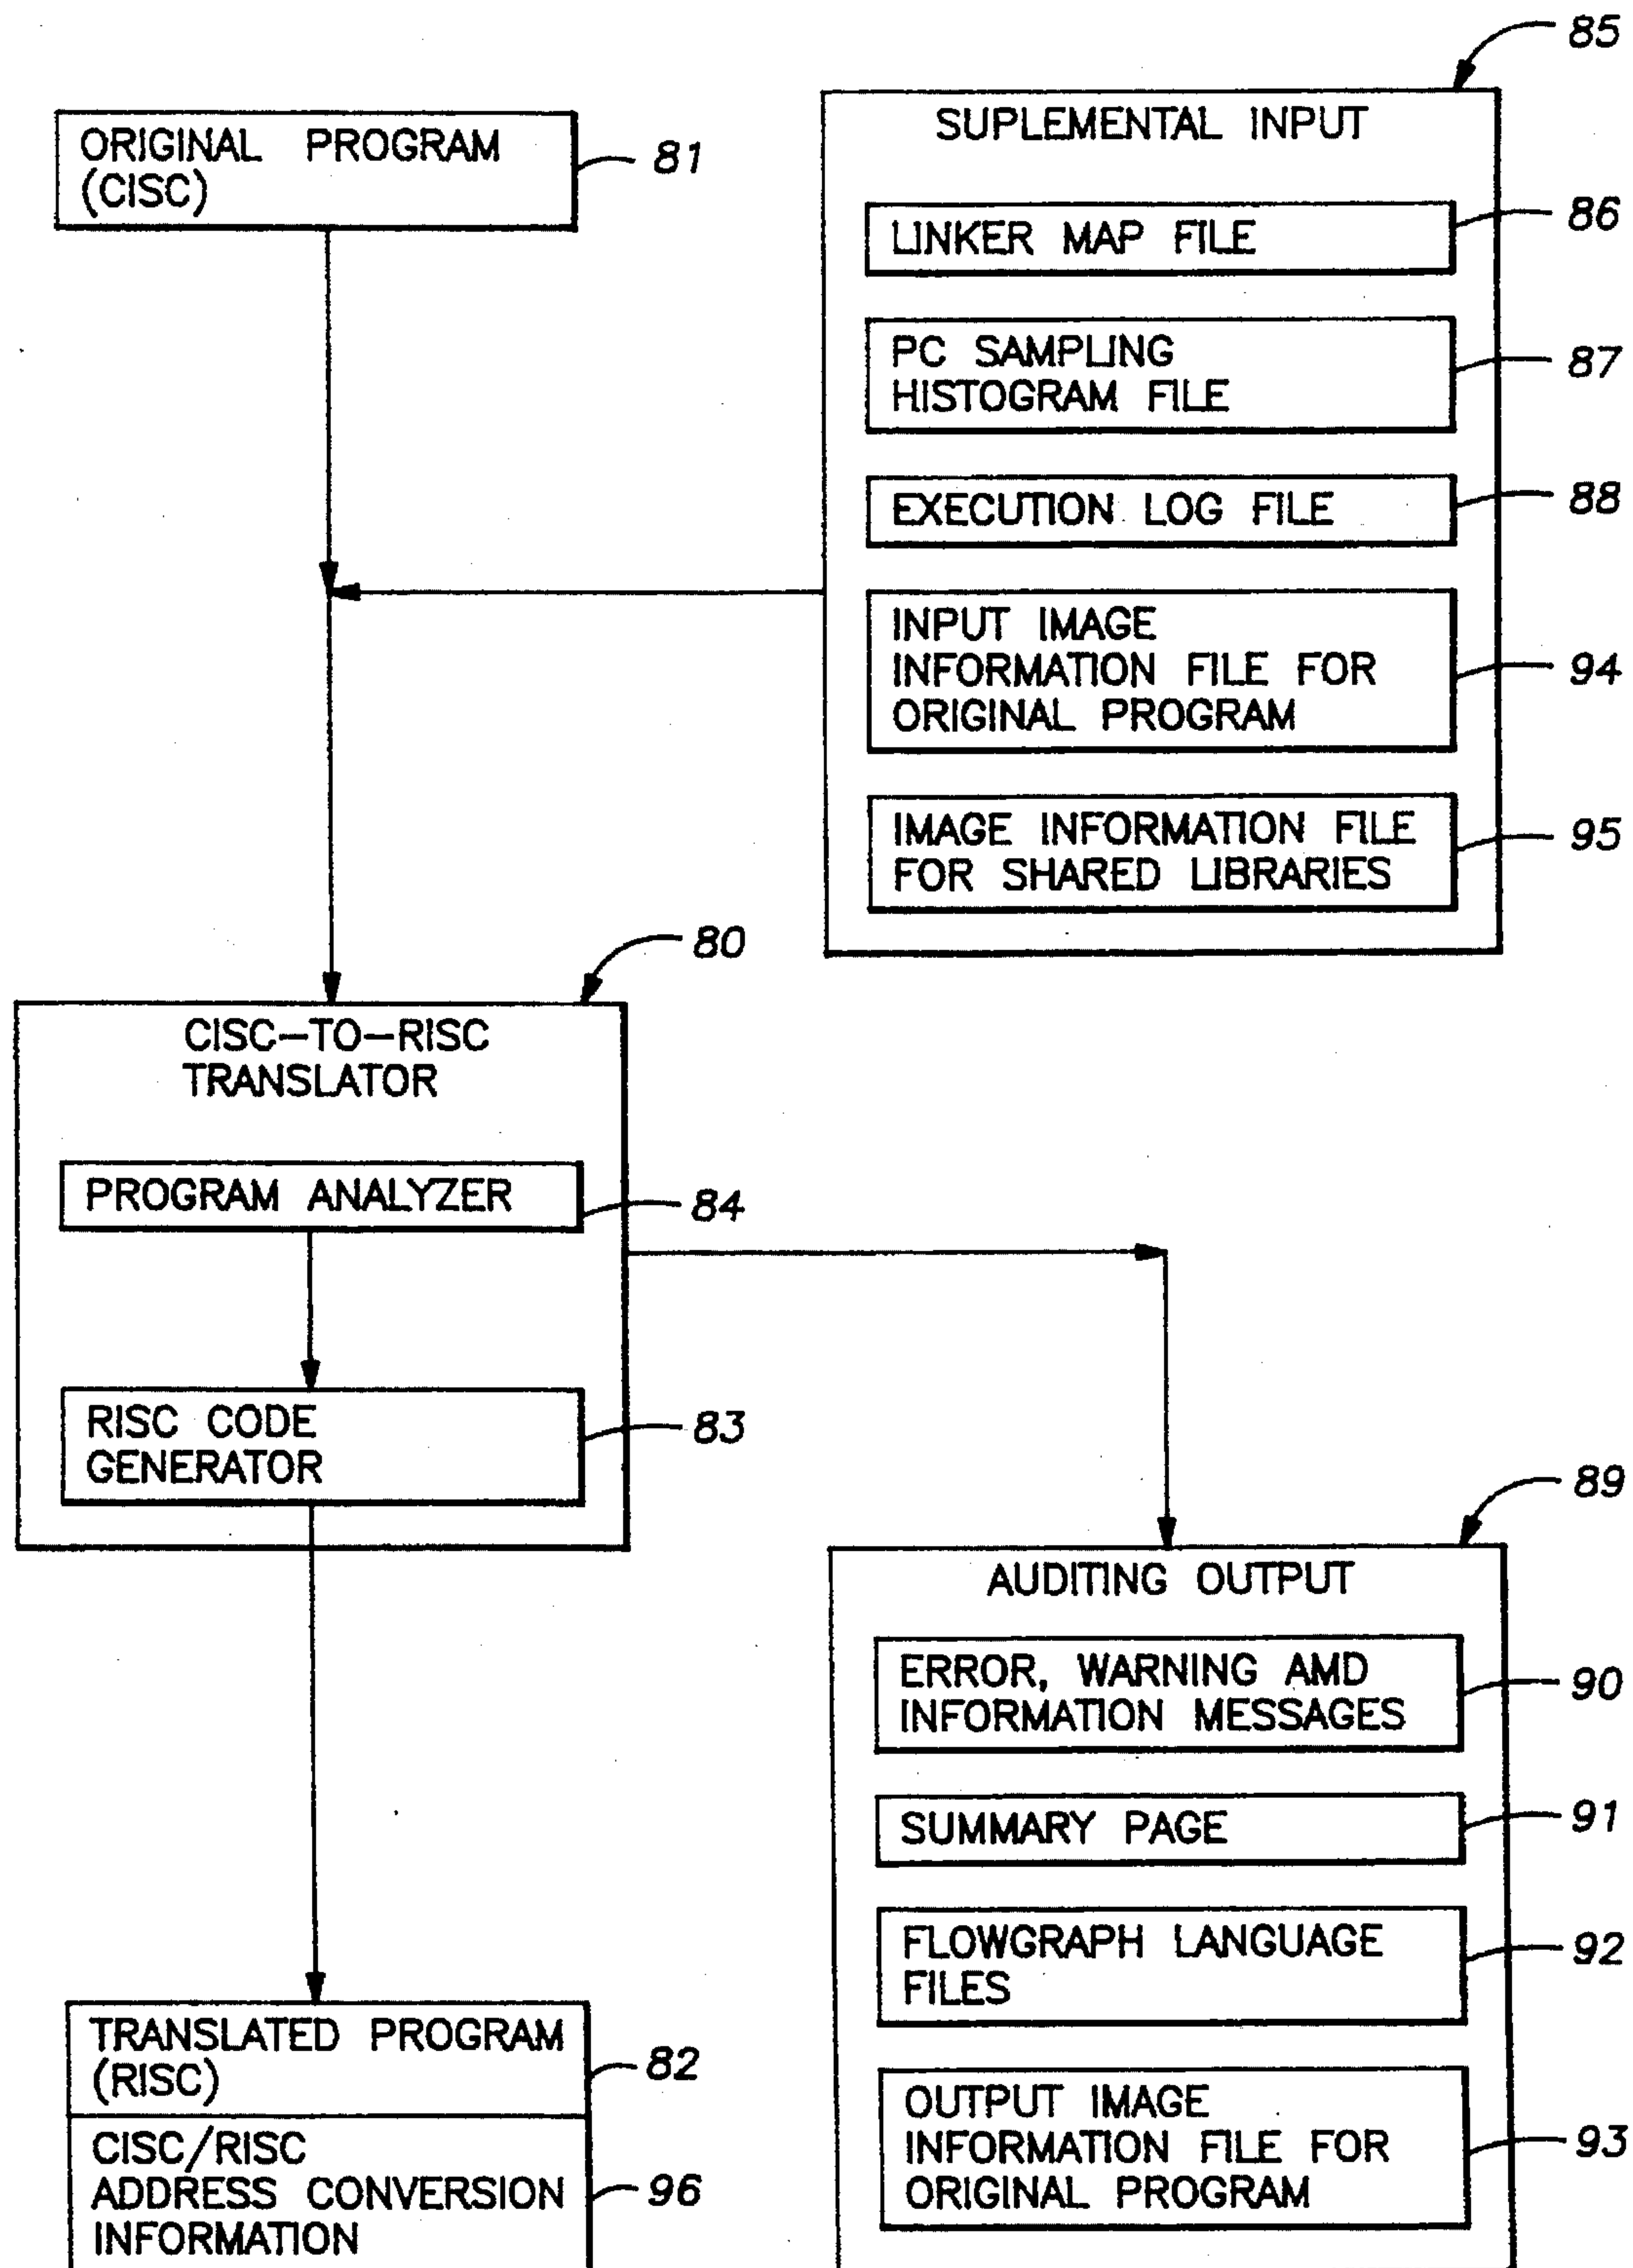 85
ORIGINAL PROGRAM
(CISC)
81
SUPLEMENTAL INPUT
LINKER MAP FILE
86
PC SAMPLING
HISTOGRAM FILE
87
EXECUTION LOG FILE
88
INPUT IMAGE
INFORMATION FILE FOR
ORIGINAL PROGRAM
94
IMAGE INFORMATION FILE
FOR SHARED LIBRARIES
95
80
CISC-TO-RISC
TRANSLATOR
PROGRAM ANALYZER
84
RISC CODE
GENERATOR
83
89
AUDITING OUTPUT
ERROR, WARNING AMD
INFORMATION MESSAGES
90
SUMMARY PAGE
91
FLOWGRAPH LANGUAGE
FILES
92
OUTPUT IMAGE
INFORMATION FILE FOR
ORIGINAL PROGRAM
93
TRANSLATED PROGRAM
(RISC)
82
CISC/RISC
ADDRESS CONVERSION
INFORMATION
96